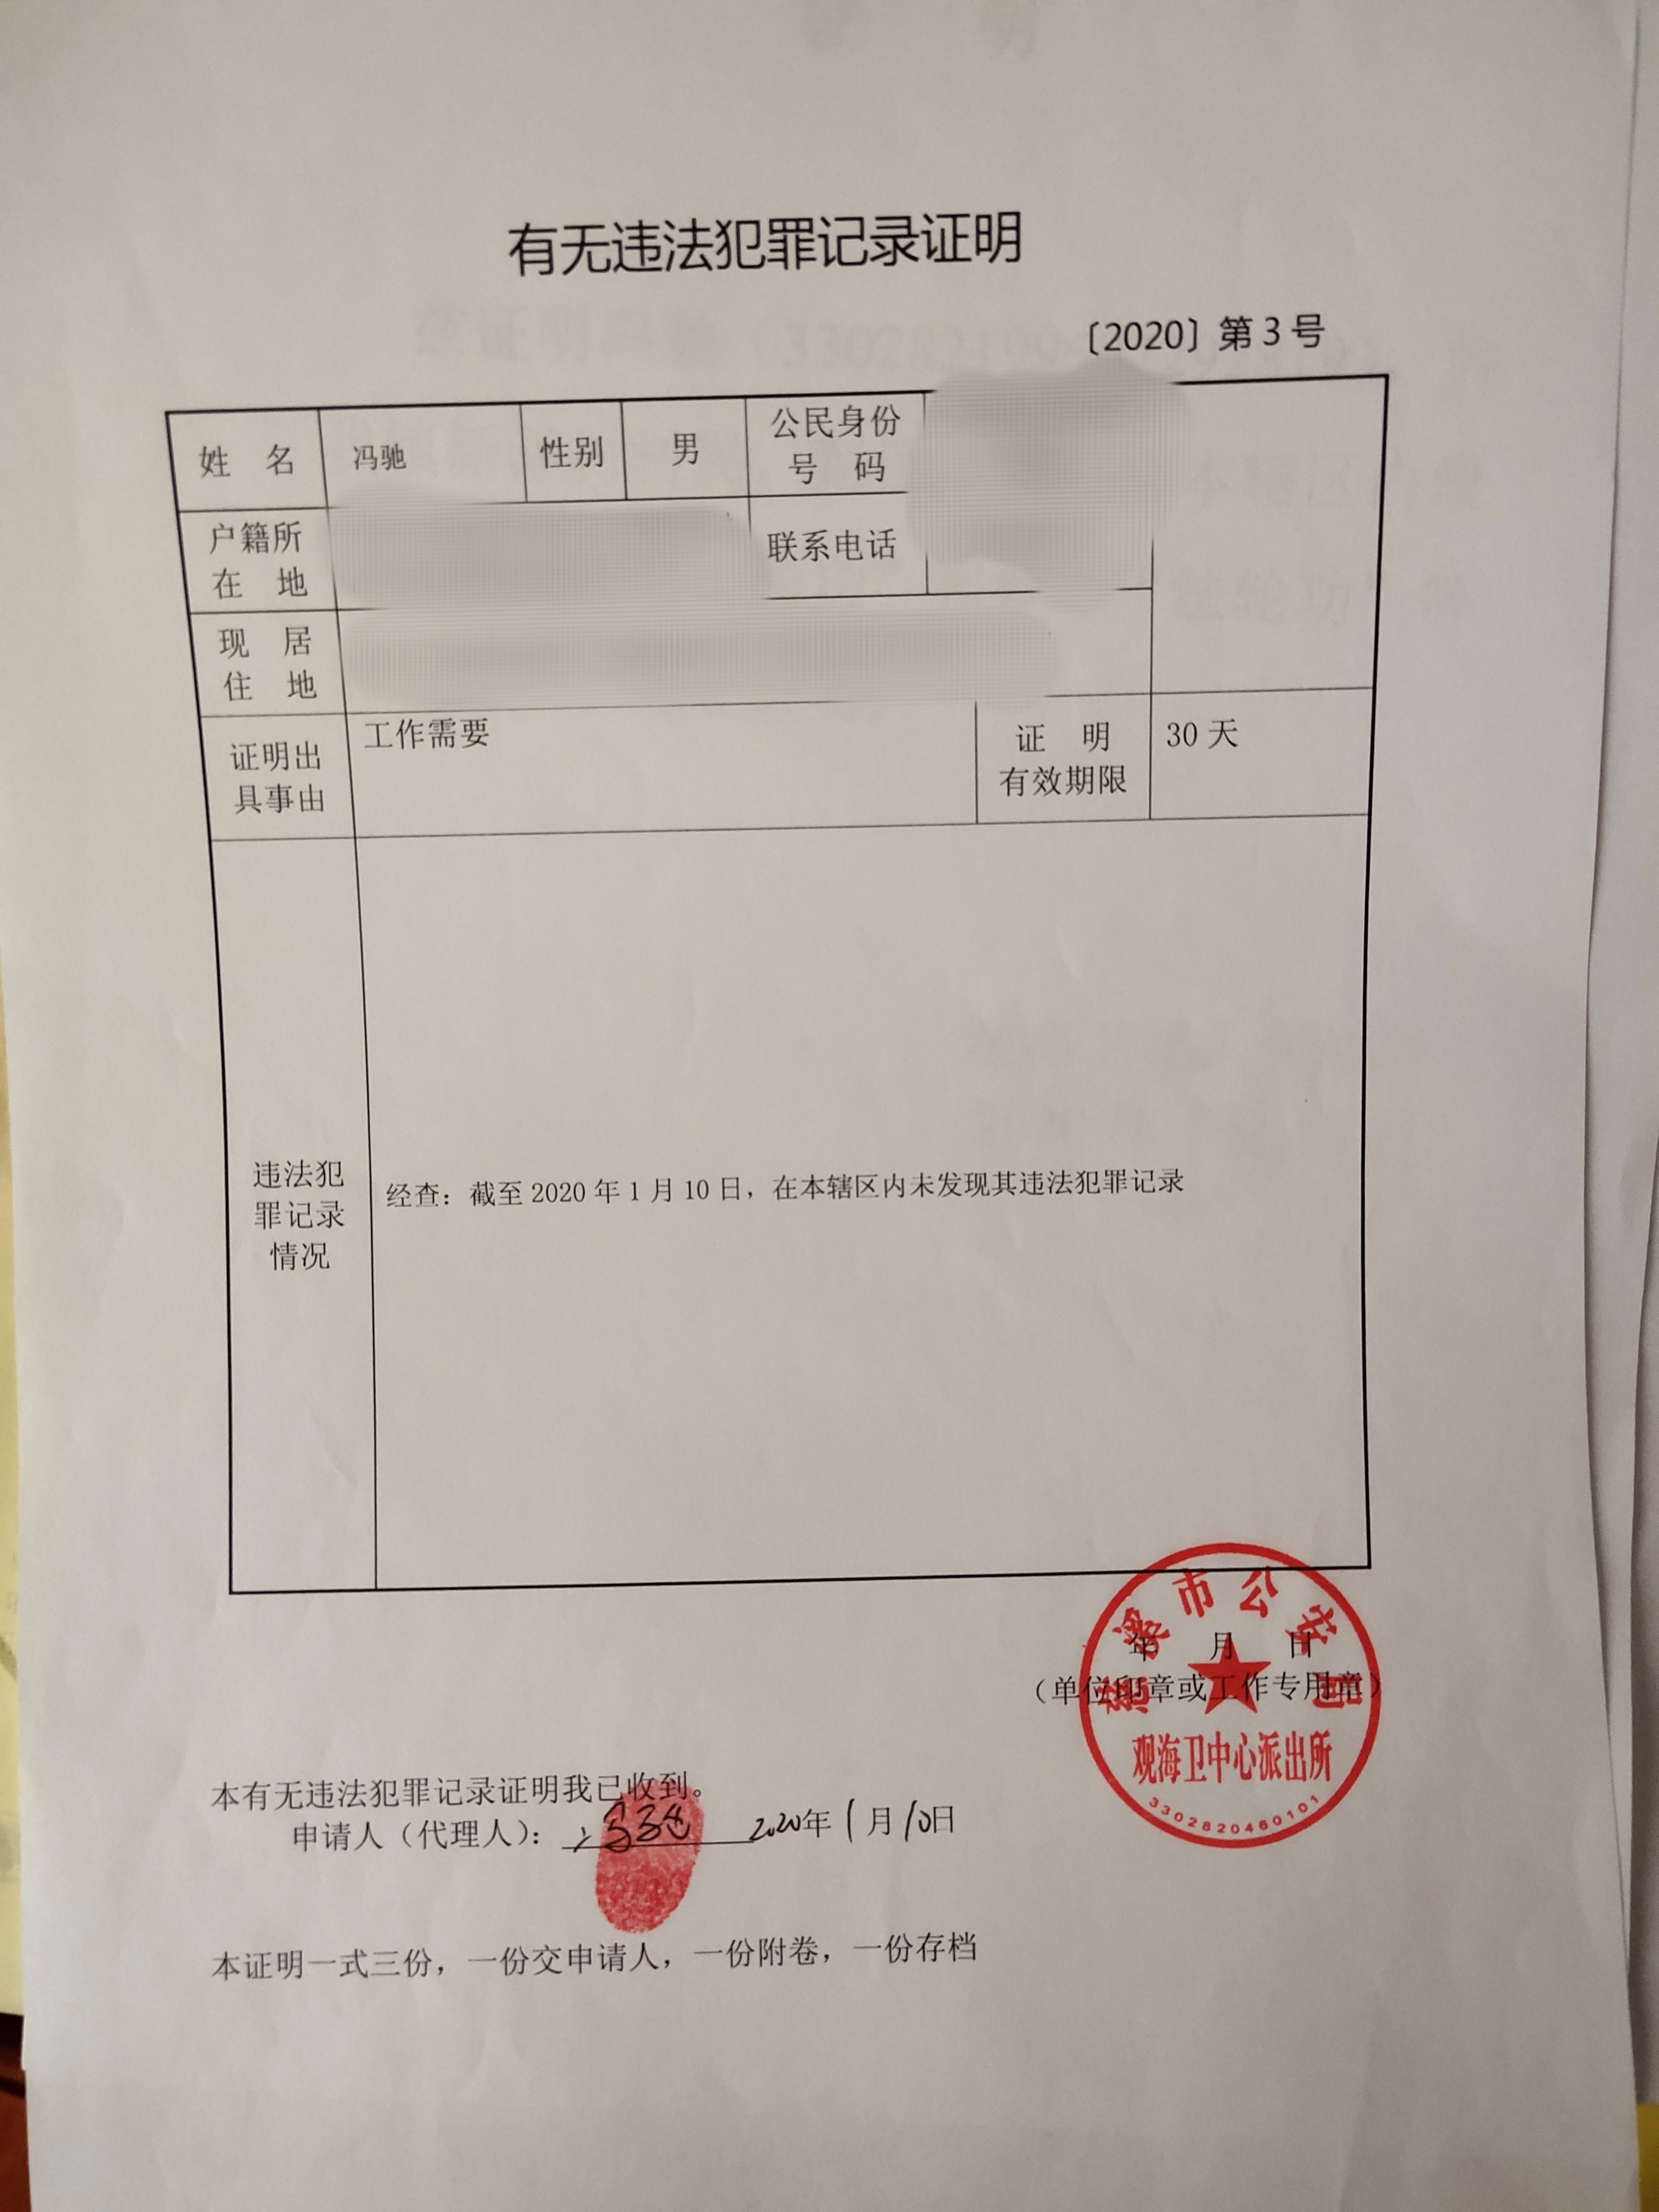 有无违法犯罪记录证明
〔2020〕第3号
姓 名 冯驰 性别 男 公民身份号 码
户籍所在 地 联系电话
现 居住 地
证明出具事由 工作需要 证 明有效期限 30天
违法犯罪记录情况 经查：截至2020年1月10日，在本辖区内未发现其违法犯罪记录
年 月 日
（单位印章或工作专用章）
慈溪市公安局
观海卫中心派出所
3302820460101
本有无违法犯罪记录证明我已收到。
申请人（代理人）：冯驰 2020年1月10日
本证明一式三份，一份交申请人，一份附卷，一份存档